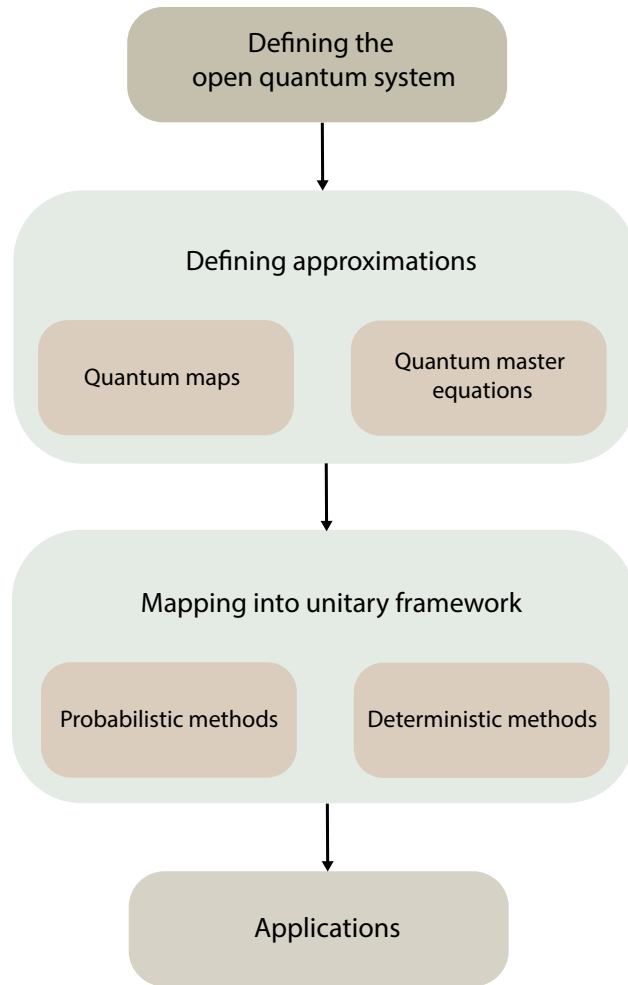 Defining the
open quantum system
Defining approximations
Quantum maps
Quantum master
equations
Mapping into unitary framework
Probabilistic methods
Deterministic methods
Applications